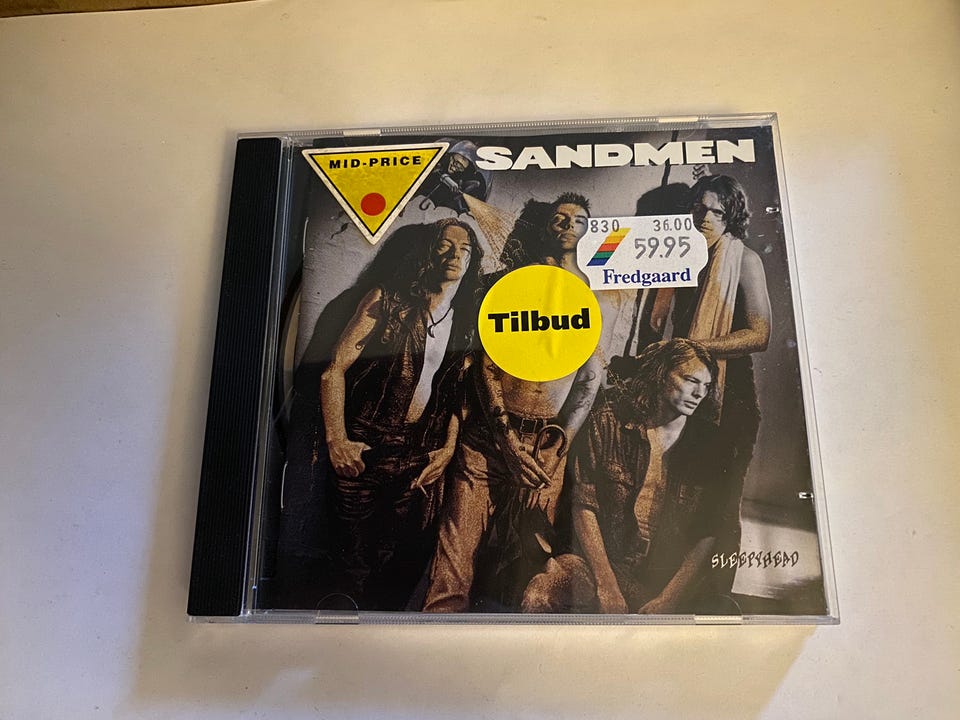 MID-PRICE
SANDMEN
830 36.00
59.95
Fredgaard
Tilbud
SLEEPYHEAD